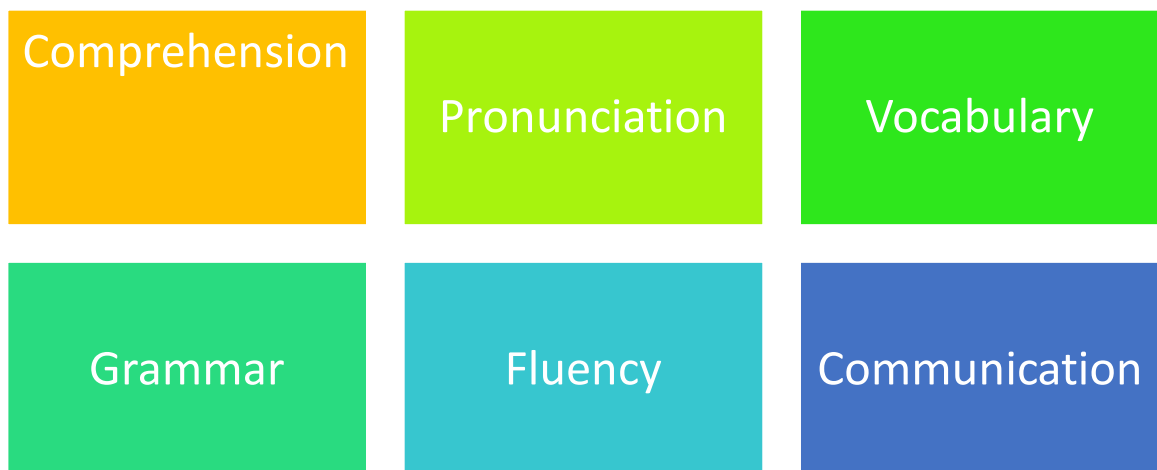 Comprehension
Pronunciation
Vocabulary
Grammar
Fluency
Communication